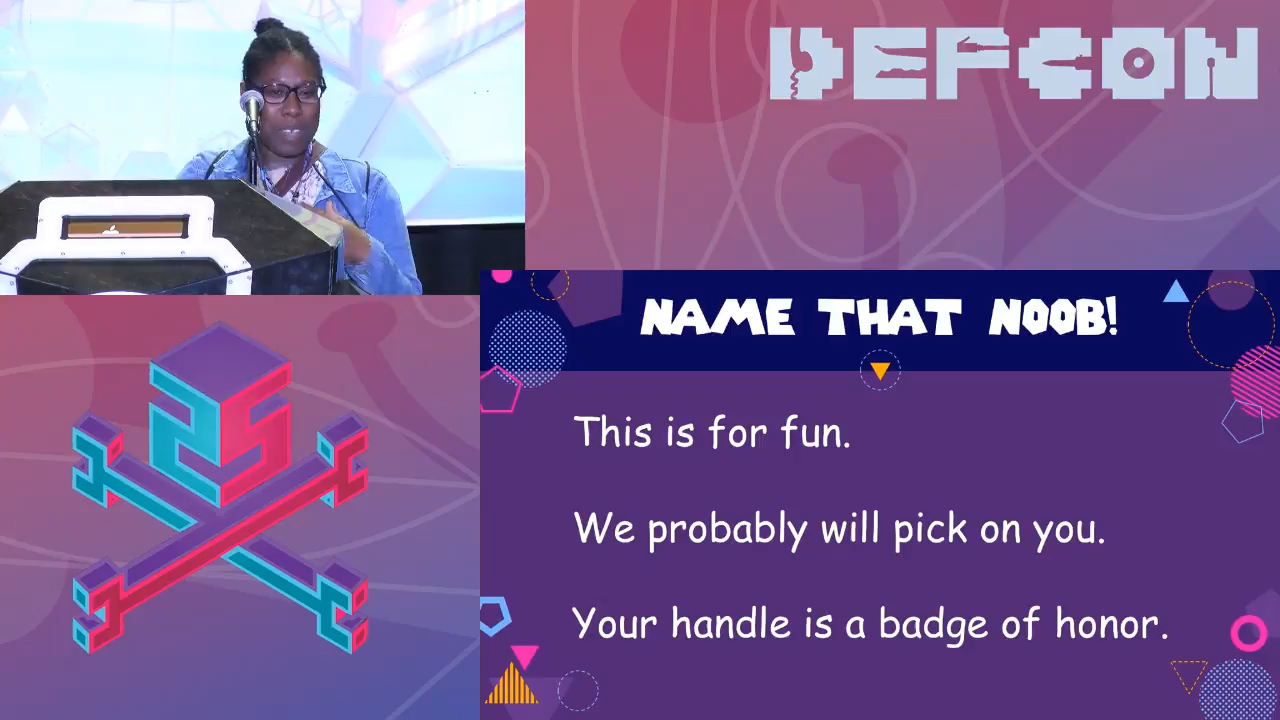 DEFCON
NAME THAT NOOB!
This is for fun.
We probably will pick on you.
Your handle is a badge of honor.